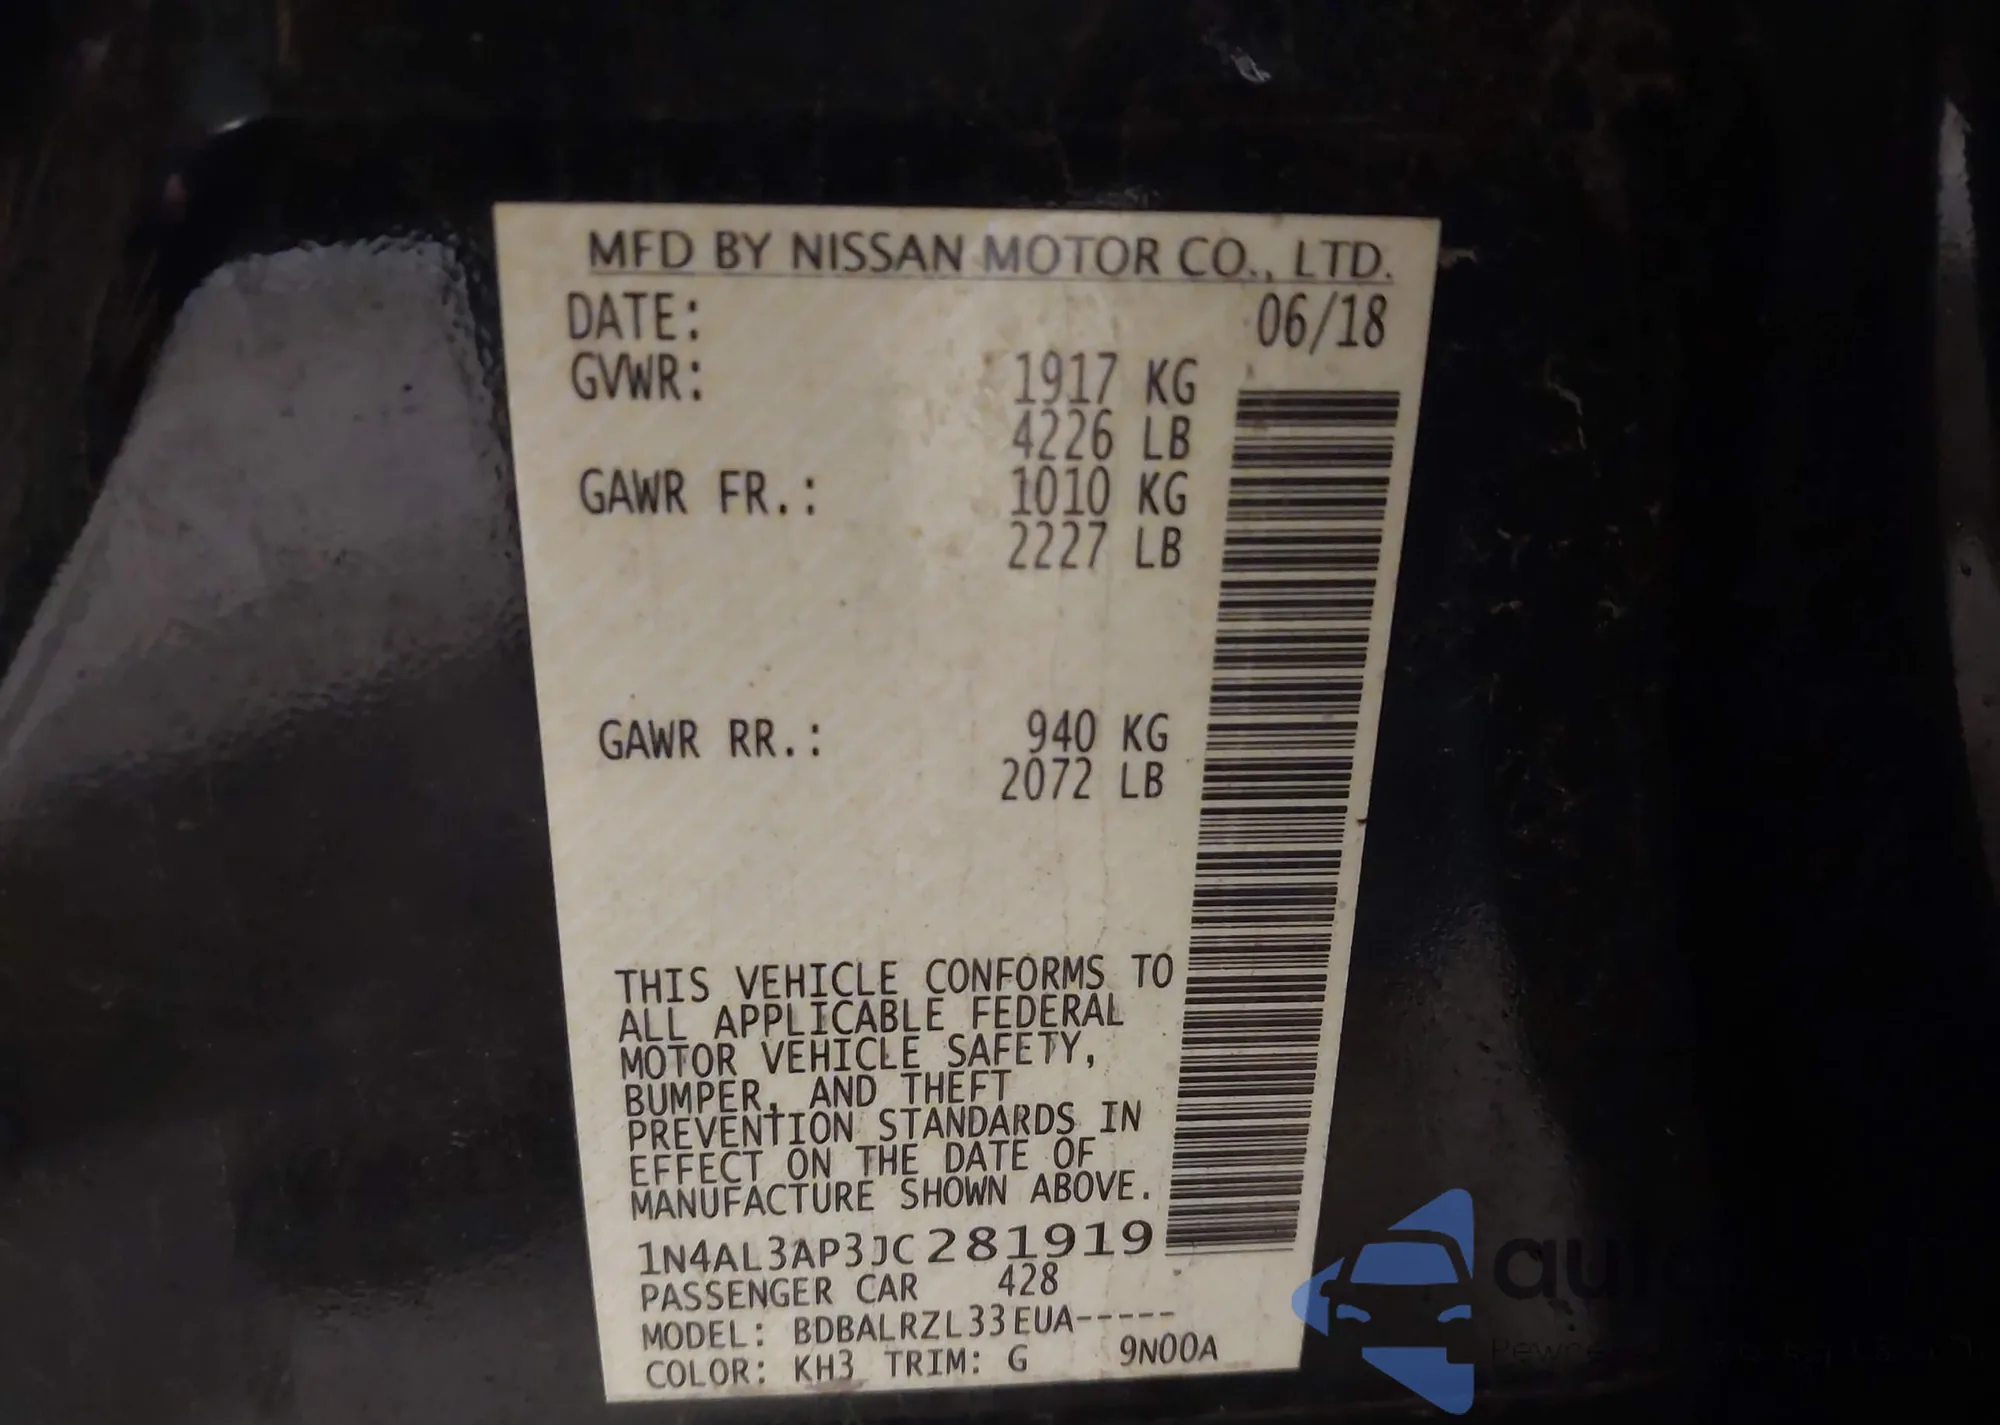 MFD BY NISSAN MOTOR CO., LTD.
DATE: 06/18
GVWR: 1917 KG
4226 LB
GAWR FR.: 1010 KG
2227 LB
GAWR RR.: 940 KG
2072 LB
THIS VEHICLE CONFORMS TO
ALL APPLICABLE FEDERAL
MOTOR VEHICLE SAFETY,
BUMPER, AND THEFT
PREVENTION STANDARDS IN
EFFECT ON THE DATE OF
MANUFACTURE SHOWN ABOVE.
1N4AL3AP3JC281919
PASSENGER CAR 428
MODEL: BDBALRZL33EUA-----
COLOR: KH3 TRIM: G 9N00A